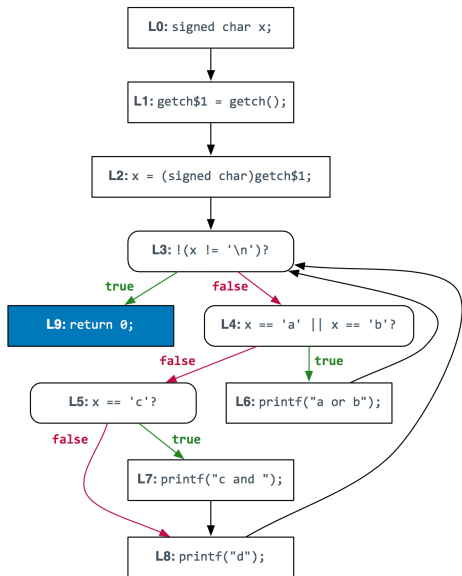 L0: signed char x;
L1: getch$1 = getch();
L2: x = (signed char)getch$1;
L3: !(x != '\n')?
true
false
L9: return 0;
L4: x == 'a' || x == 'b'?
false
true
L5: x == 'c'?
L6: printf("a or b");
false
true
L7: printf("c and ");
L8: printf("d");